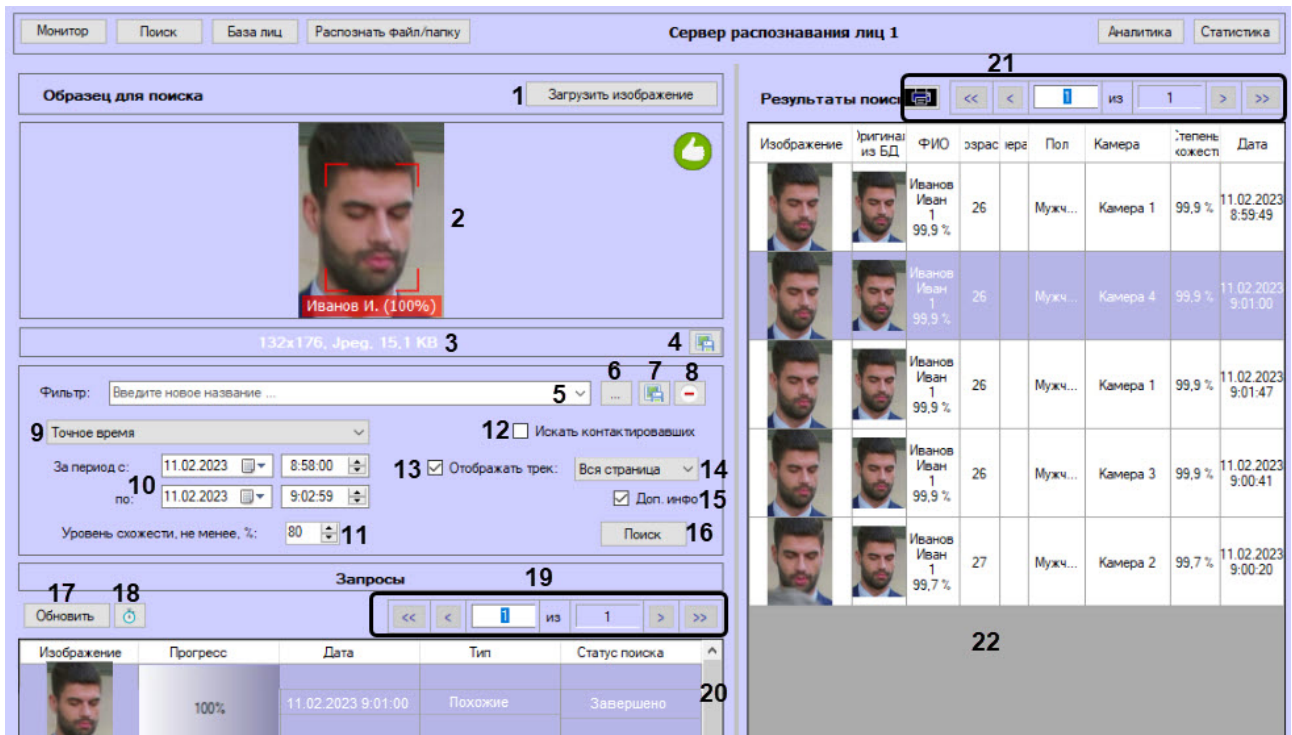 Монитор Поиск База лиц Распознать файл/папку Сервер распознавания лиц 1 Аналитика Статистика
Образец для поиска 1 Загрузить изображение
2
Иванов И. (100%)
132x176, Jpeg, 15,1 KB 3 4
6 7 8
Фильтр: Введите новое название ... 5 ...
9 Точное время 12 Искать контактировавших
За период с: 11.02.2023 8:58:00 13 Отображать трек: Вся страница 14
10
по: 11.02.2023 9:02:59 Доп. инфо 15
Уровень схожести, не менее, %: 80 11 Поиск 16
Запросы 19
17 18
Обновить << < 1 из 1 > >>
Изображение Прогресс Дата Тип Статус поиска
100% 11.02.2023 9:01:00 Похожие Завершено 20
21
Результаты поиск << < 1 из 1 > >>
Изображение Оригинал ФИО озрас нера Пол Камера Степень Дата
из БД хожести
Иванов
Иван
1
99,9 %
26 Мужч... Камера 1 99,9 % 11.02.2023
8:59:49
Иванов
Иван
1
99,9 %
26 Мужч... Камера 4 99,9 % 11.02.2023
9:01:00
Иванов
Иван
1
99,9 %
26 Мужч... Камера 1 99,9 % 11.02.2023
9:01:47
Иванов
Иван
1
99,9 %
26 Мужч... Камера 3 99,9 % 11.02.2023
9:00:41
Иванов
Иван
1
99,7 %
27 Мужч... Камера 2 99,7 % 11.02.2023
9:00:20
22